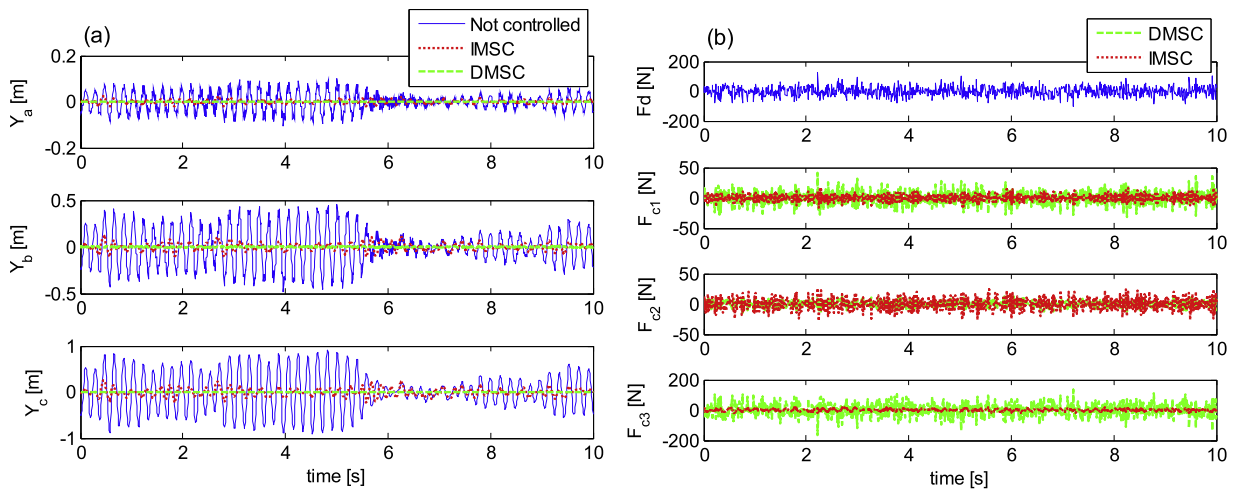 (a)
Not controlled
IMSC
DMSC
0.2
0
-0.2
Y_a [m]
0 2 4 6 8 10
0.5
0
-0.5
Y_b [m]
0 2 4 6 8 10
1
0
-1
Y_c [m]
0 2 4 6 8 10
time [s]
(b)
DMSC
IMSC
200
0
-200
Fd [N]
0 2 4 6 8 10
50
0
-50
F_c1 [N]
0 2 4 6 8 10
50
0
-50
F_c2 [N]
0 2 4 6 8 10
200
0
-200
F_c3 [N]
0 2 4 6 8 10
time [s]